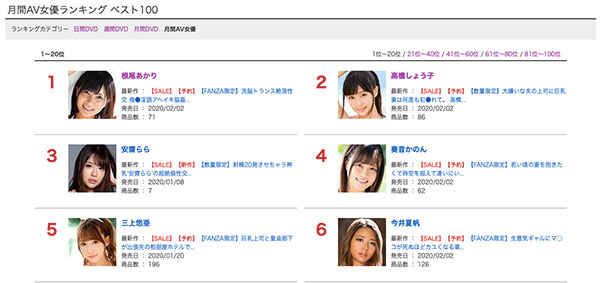 月間AV女優ランキング ベスト100
ランキングカテゴリー 日間DVD 週間DVD 月間DVD 月間AV女優
1～20位
1位～20位 / 21位～40位 / 41位～60位 / 61位～80位 / 81位～100位
1
根尾あかり
最新作 ： 【SALE】【予約】【FANZA限定】洗脳トランス絶頂性
交 強●淫語アヘイキ脳姦...
発売日 ： 2020/02/02
商品数 ： 71
2
高橋しょう子
最新作 ： 【SALE】【予約】【数量限定】大嫌いな夫の上司に巨乳
妻は何度も犯●れて。 高橋...
発売日 ： 2020/02/02
商品数 ： 86
3
安齋らら
最新作 ： 【SALE】【新作】【数量限定】射精20発させちゃう神
乳'安齋らら'の超絶倫性交...
発売日 ： 2020/01/08
商品数 ： 7
4
奏音かのん
最新作 ： 【SALE】【予約】【FANZA限定】若い頃の妻を抱きた
くて時空を超えて逢いにい...
発売日 ： 2020/02/02
商品数 ： 62
5
三上悠亜
最新作 ： 【SALE】【予約】【FANZA限定】巨乳上司と童貞部下
が出張先の相部屋ホテルで...
発売日 ： 2020/01/20
商品数 ： 196
6
今井夏帆
最新作 ： 【SALE】【予約】【FANZA限定】生意気ギャルにマ〇
コが死ぬほどカユくなる薬...
発売日 ： 2020/02/02
商品数 ： 126